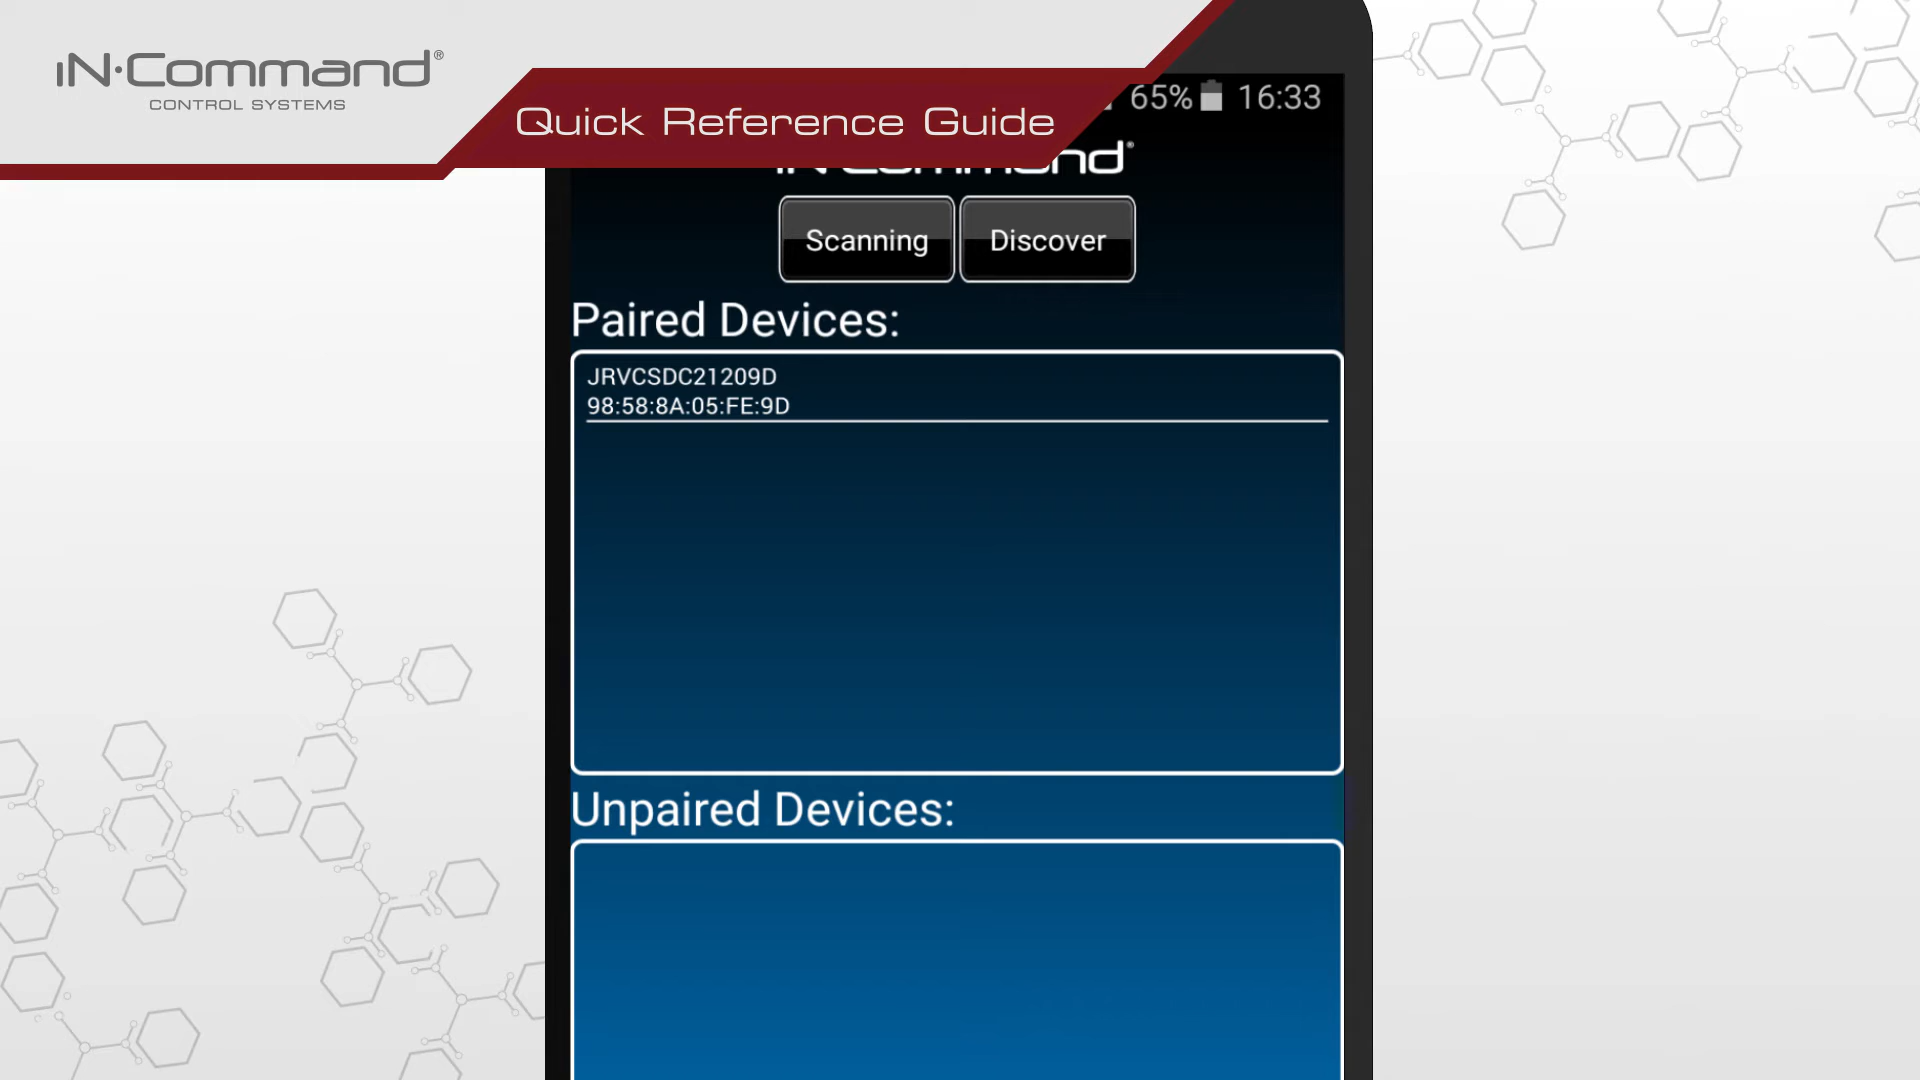 iN·Command®
CONTROL SYSTEMS
Quick Reference Guide
65% 16:33
nd®
Scanning Discover
Paired Devices:
JRVCSDC21209D
98:58:8A:05:FE:9D
Unpaired Devices: